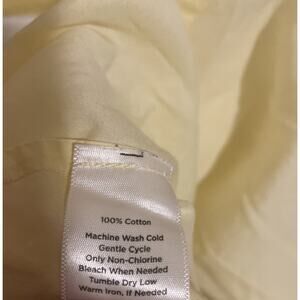 100% Cotton
Machine Wash Cold
Gentle Cycle
Only Non-Chlorine
Bleach When Needed
Tumble Dry Low
Warm Iron, If Needed